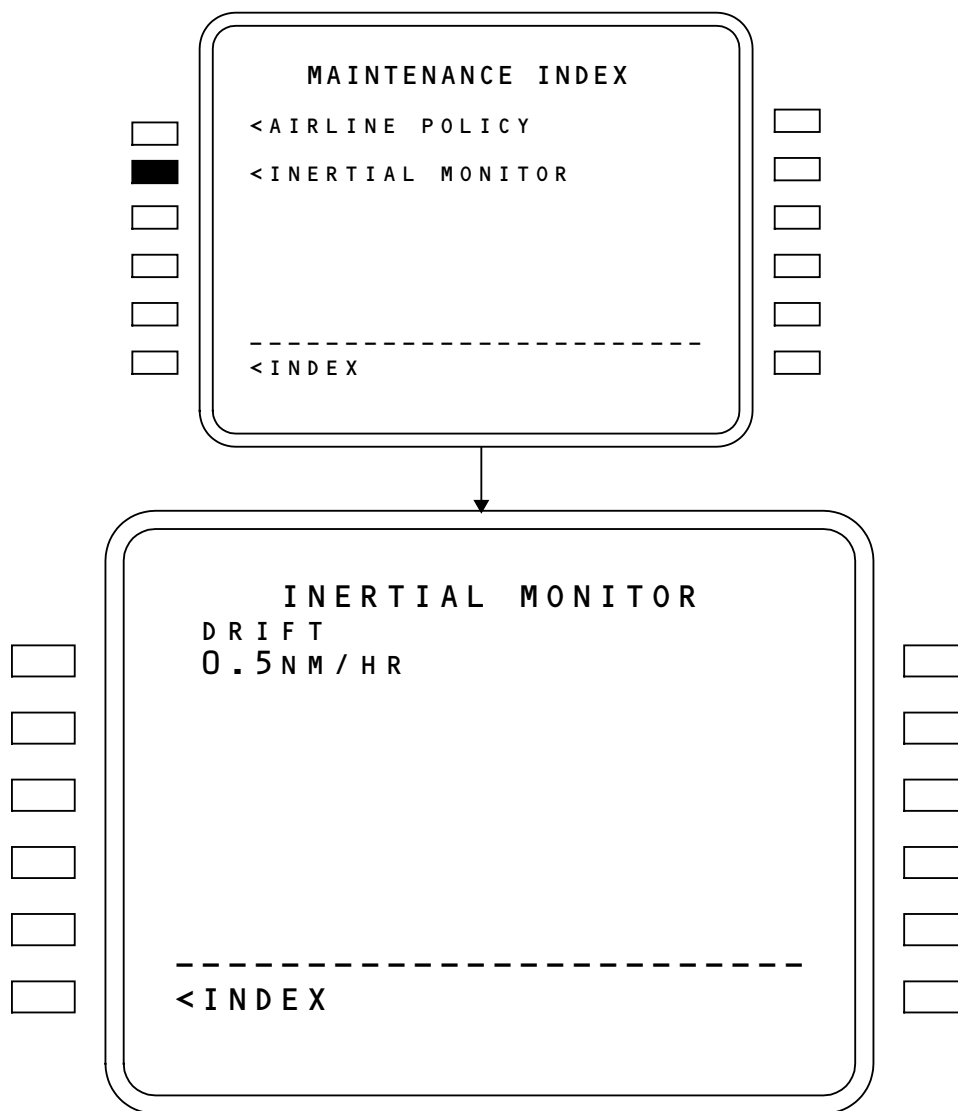 MAINTENANCE INDEX
<AIRLINE POLICY
<INERTIAL MONITOR
------------------------
<INDEX
INERTIAL MONITOR
DRIFT
0.5NM/HR
------------------------
<INDEX